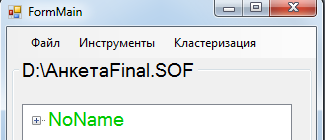 FormMain
Файл Инструменты Кластеризация
D:\АнкетаFinal.SOF
NoName